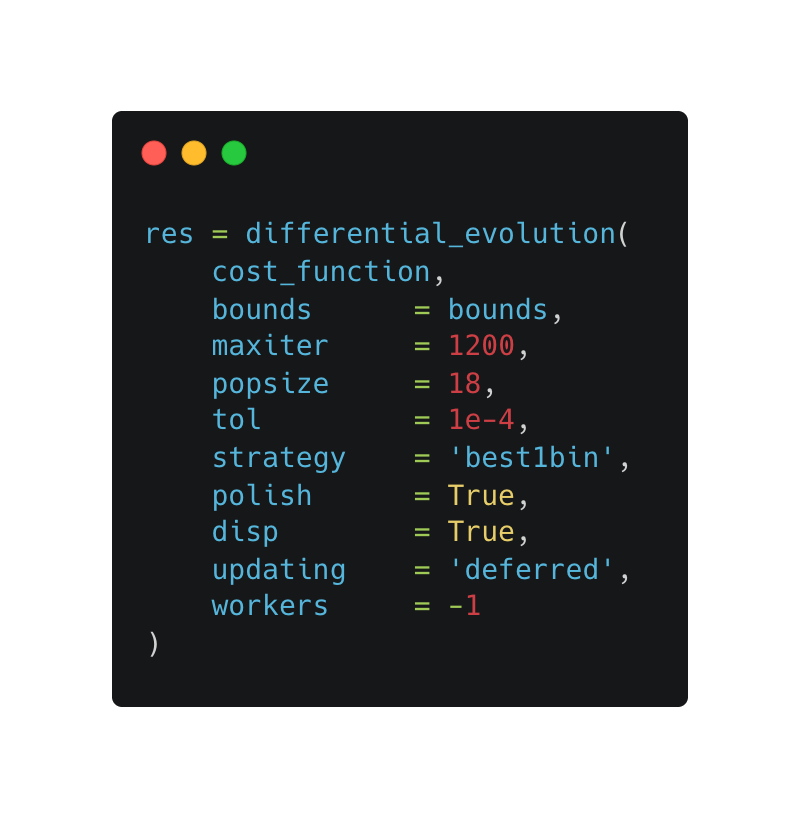 res = differential_evolution(
    cost_function,
    bounds      = bounds,
    maxiter     = 1200,
    popsize     = 18,
    tol         = 1e-4,
    strategy    = 'best1bin',
    polish      = True,
    disp        = True,
    updating    = 'deferred',
    workers     = -1
)